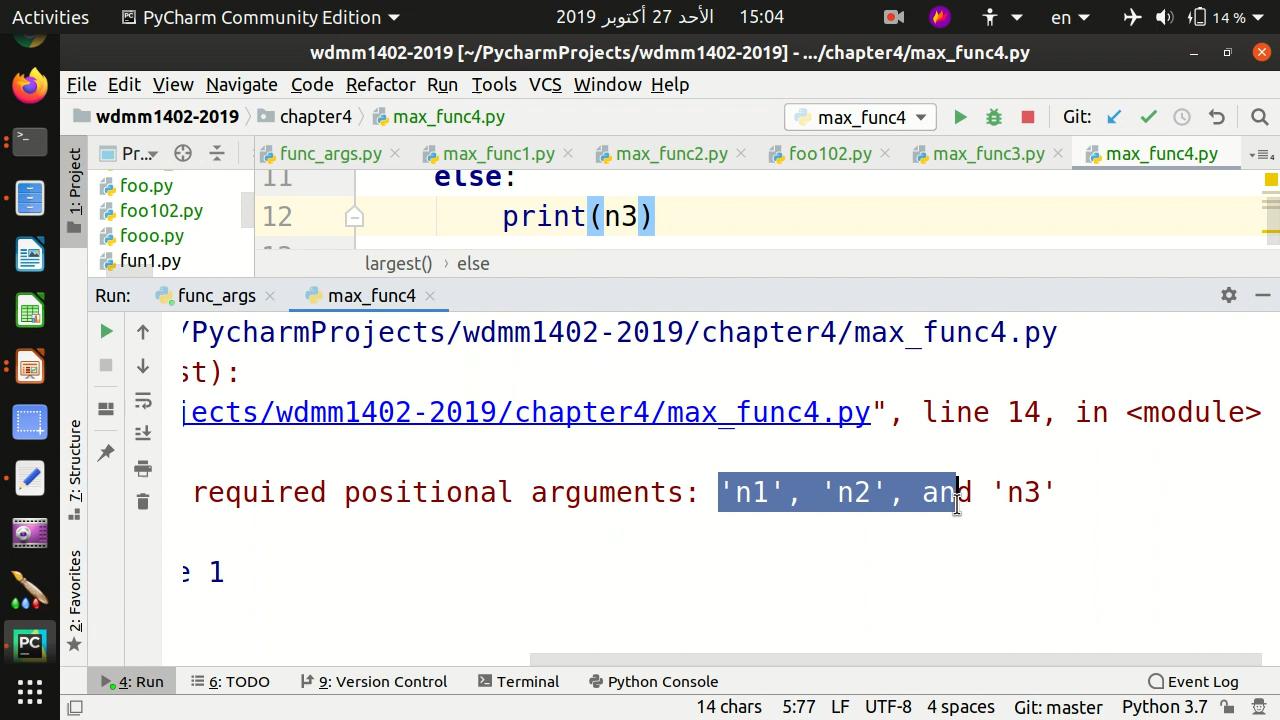 Activities PyCharm Community Edition الأحد 27 أكتوبر 2019 15:04 en 14 %
wdmm1402-2019 [~/PycharmProjects/wdmm1402-2019] - .../chapter4/max_func4.py
File Edit View Navigate Code Refactor Run Tools VCS Window Help
wdmm1402-2019 chapter4 max_func4.py max_func4 Git:
1: Project Pr... func_args.py max_func1.py max_func2.py foo102.py max_func3.py max_func4.py
foo.py
foo102.py
fooo.py
fun1.py
11 else:
12 print(n3)
largest() › else
Run: func_args max_func4
/PycharmProjects/wdmm1402-2019/chapter4/max_func4.py
st):
jects/wdmm1402-2019/chapter4/max_func4.py", line 14, in <module>
required positional arguments: 'n1', 'n2', and 'n3'
e 1
7: Structure
2: Favorites
4: Run 6: TODO 9: Version Control Terminal Python Console Event Log
14 chars 5:77 LF UTF-8 4 spaces Git: master Python 3.7